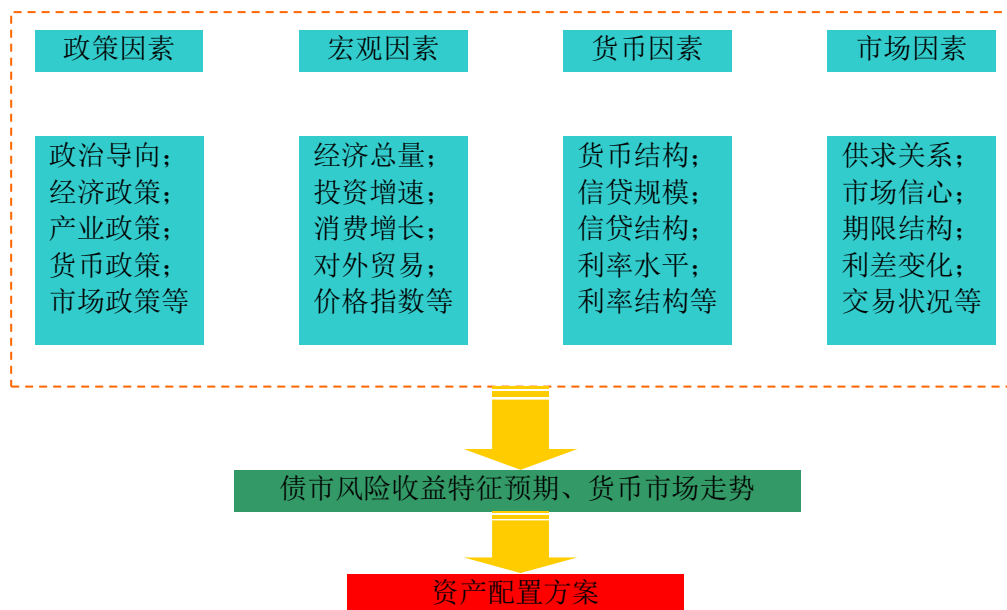 政策因素
宏观因素
货币因素
市场因素
政治导向；
经济政策；
产业政策；
货币政策；
市场政策等
经济总量；
投资增速；
消费增长；
对外贸易；
价格指数等
货币结构；
信贷规模；
信贷结构；
利率水平；
利率结构等
供求关系；
市场信心；
期限结构；
利差变化；
交易状况等
债市风险收益特征预期、货币市场走势
资产配置方案